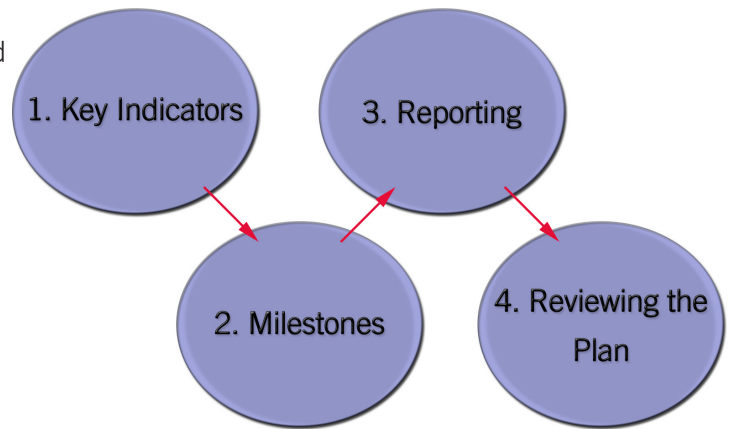 1. Key Indicators
2. Milestones
3. Reporting
4. Reviewing the
Plan